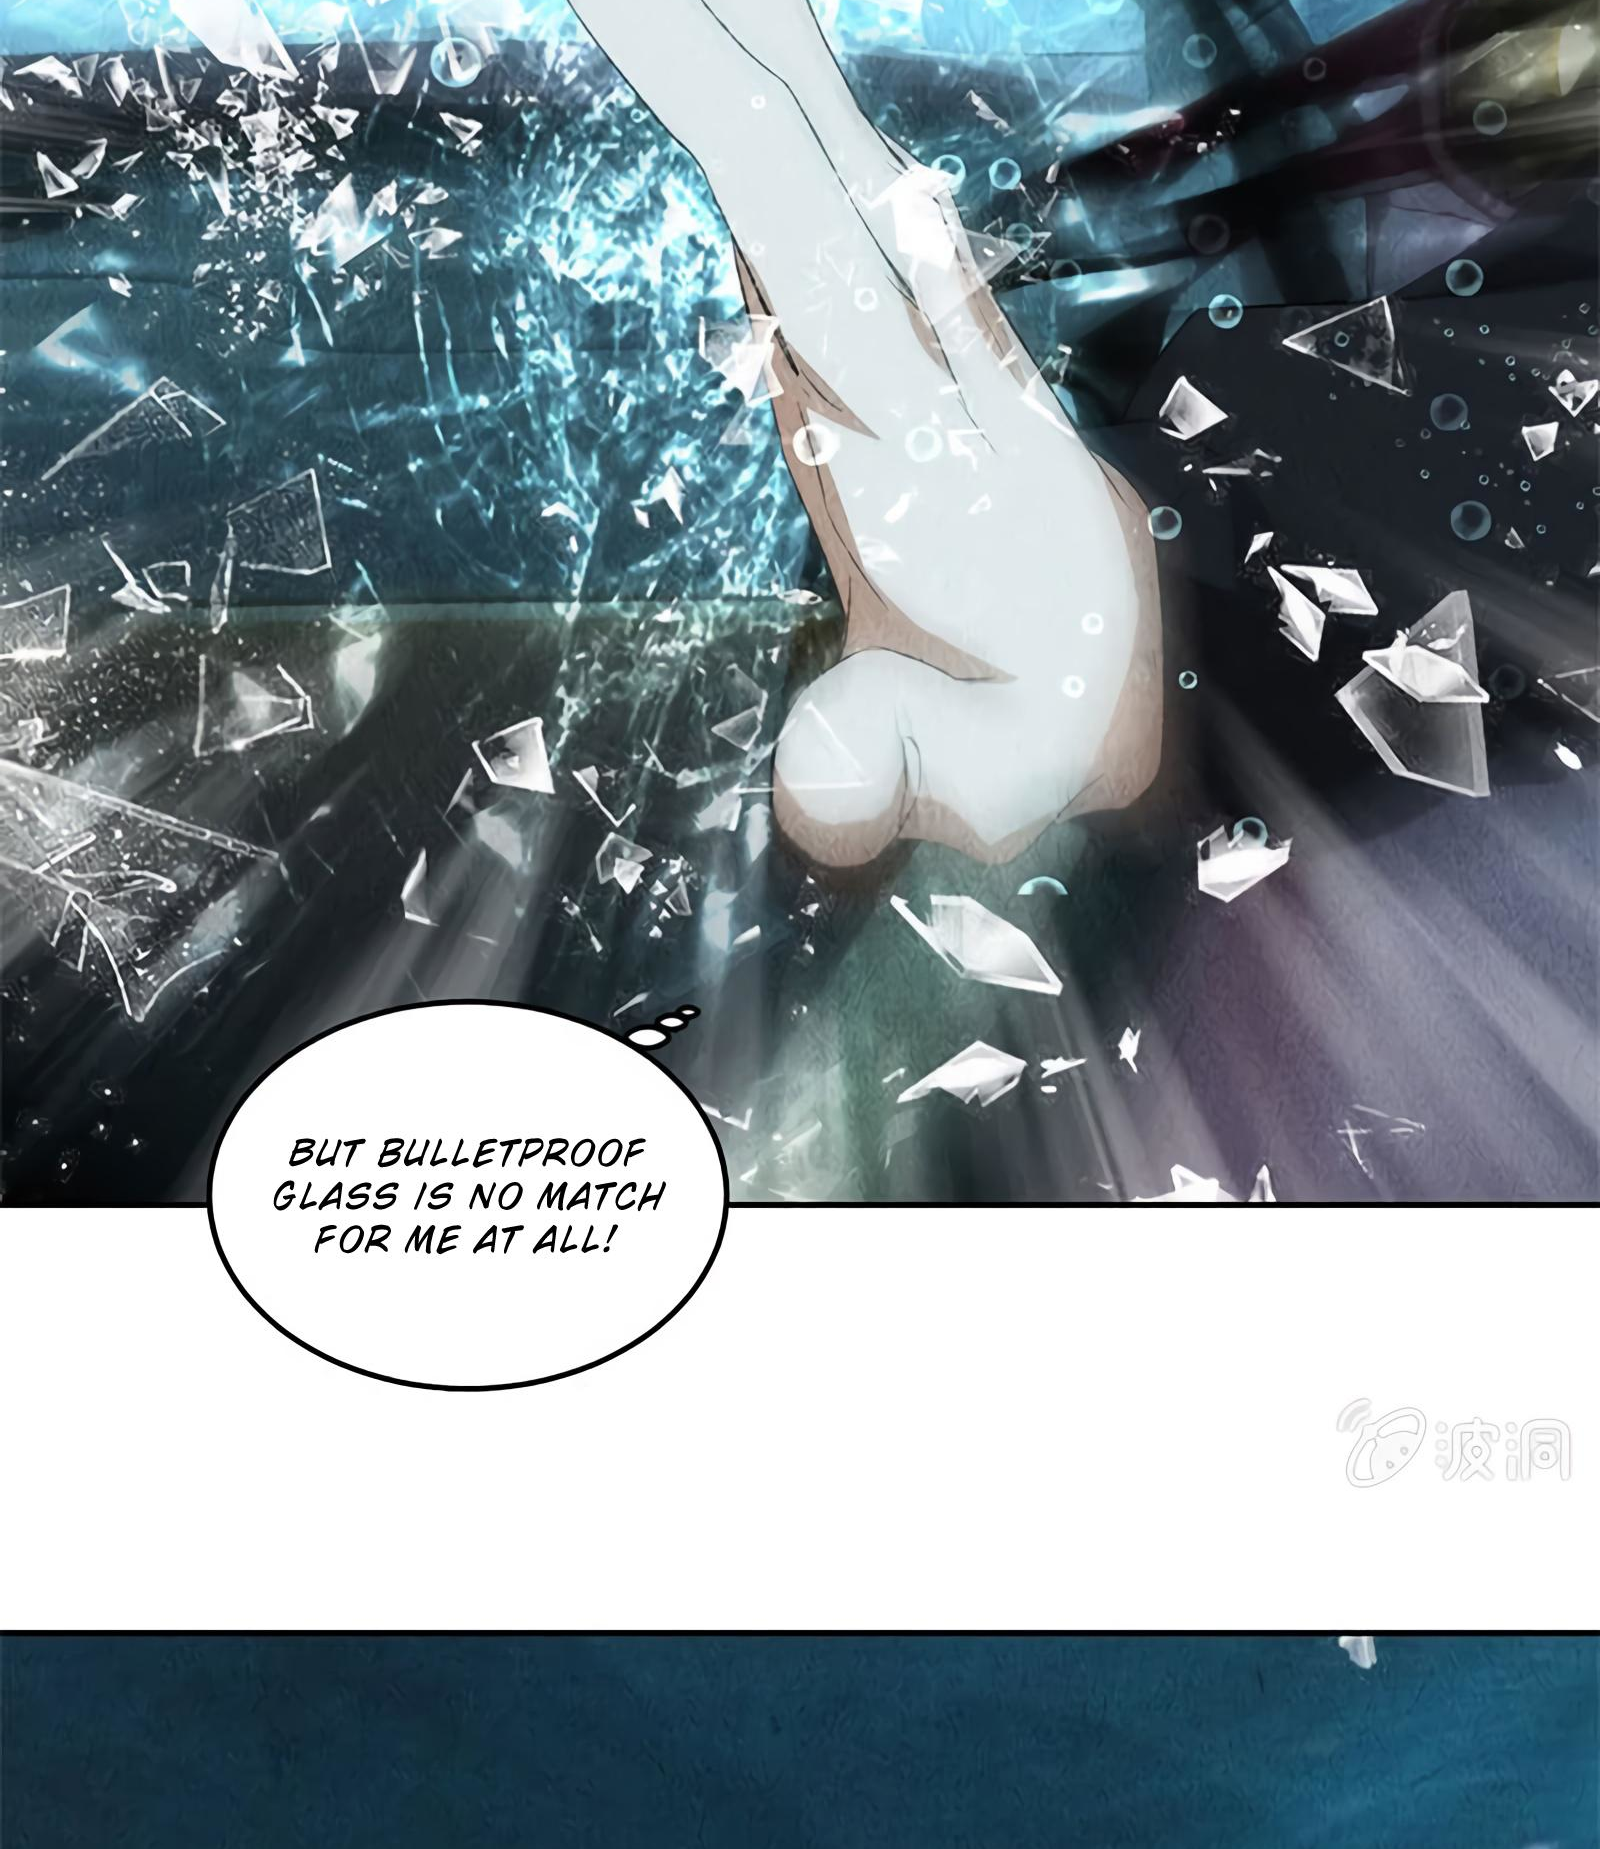 BUT BULLETPROOF
GLASS IS NO MATCH
FOR ME AT ALL!
波洞